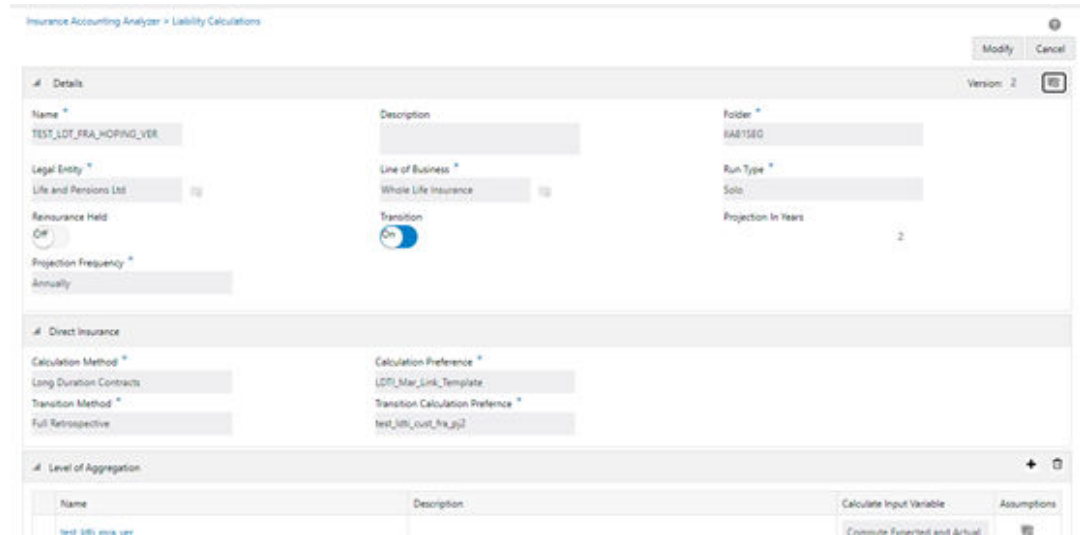 Insurance Accounting Analyzer > Liability Calculations
Modify Cancel
Details Version: 2
Name * Description Folder *
TEST_LDT_FRA_HOPING_VER
Legal Entity * Line of Business * Run Type *
Life and Pensions Ltd Whole Life Insurance Solo
Reinsurance Held Transition Projection In Years
Off On 2
Projection Frequency *
Annually
Direct Insurance
Calculation Method * Calculation Preference *
Long Duration Contracts LDTI_Mar_Link_Template
Transition Method * Transition Calculation Prefernce *
Full Retrospective test_ldti_cust_fra_pj2
Level of Aggregation
Name Description Calculate Input Variable Assumptions
Compute Expected and Actual